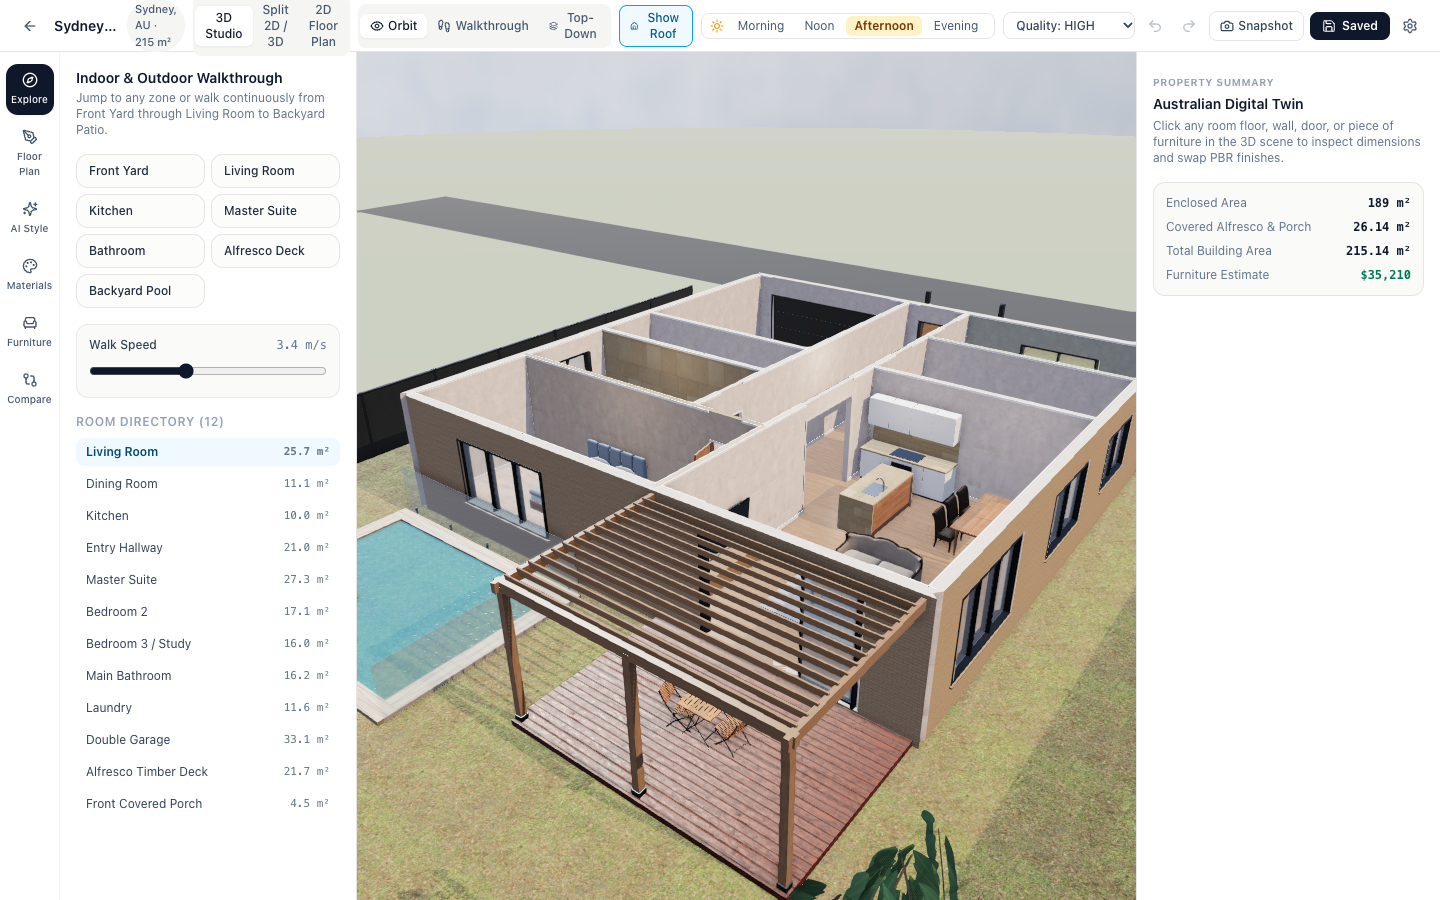 Sydney...
Sydney,
AU ·
215 m²
3D
Studio
Split
2D /
3D
2D
Floor
Plan
Orbit
Walkthrough
Top-
Down
Show
Roof
Morning
Noon
Afternoon
Evening
Quality: HIGH
Snapshot
Saved
Explore
Floor
Plan
AI Style
Materials
Furniture
Compare
Indoor & Outdoor Walkthrough
Jump to any zone or walk continuously from
Front Yard through Living Room to Backyard
Patio.
Front Yard
Living Room
Kitchen
Master Suite
Bathroom
Alfresco Deck
Backyard Pool
Walk Speed 3.4 m/s
ROOM DIRECTORY (12)
Living Room 25.7 m²
Dining Room 11.1 m²
Kitchen 10.0 m²
Entry Hallway 21.0 m²
Master Suite 27.3 m²
Bedroom 2 17.1 m²
Bedroom 3 / Study 16.0 m²
Main Bathroom 16.2 m²
Laundry 11.6 m²
Double Garage 33.1 m²
Alfresco Timber Deck 21.7 m²
Front Covered Porch 4.5 m²
PROPERTY SUMMARY
Australian Digital Twin
Click any room floor, wall, door, or piece of
furniture in the 3D scene to inspect dimensions
and swap PBR finishes.
Enclosed Area 189 m²
Covered Alfresco & Porch 26.14 m²
Total Building Area 215.14 m²
Furniture Estimate $35,210